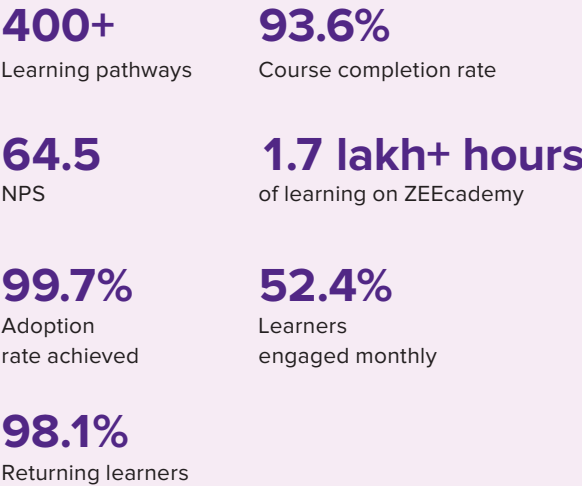 400+
Learning pathways
93.6%
Course completion rate
64.5
NPS
1.7 lakh+ hours
of learning on ZEEcademy
99.7%
Adoption
rate achieved
52.4%
Learners
engaged monthly
98.1%
Returning learners